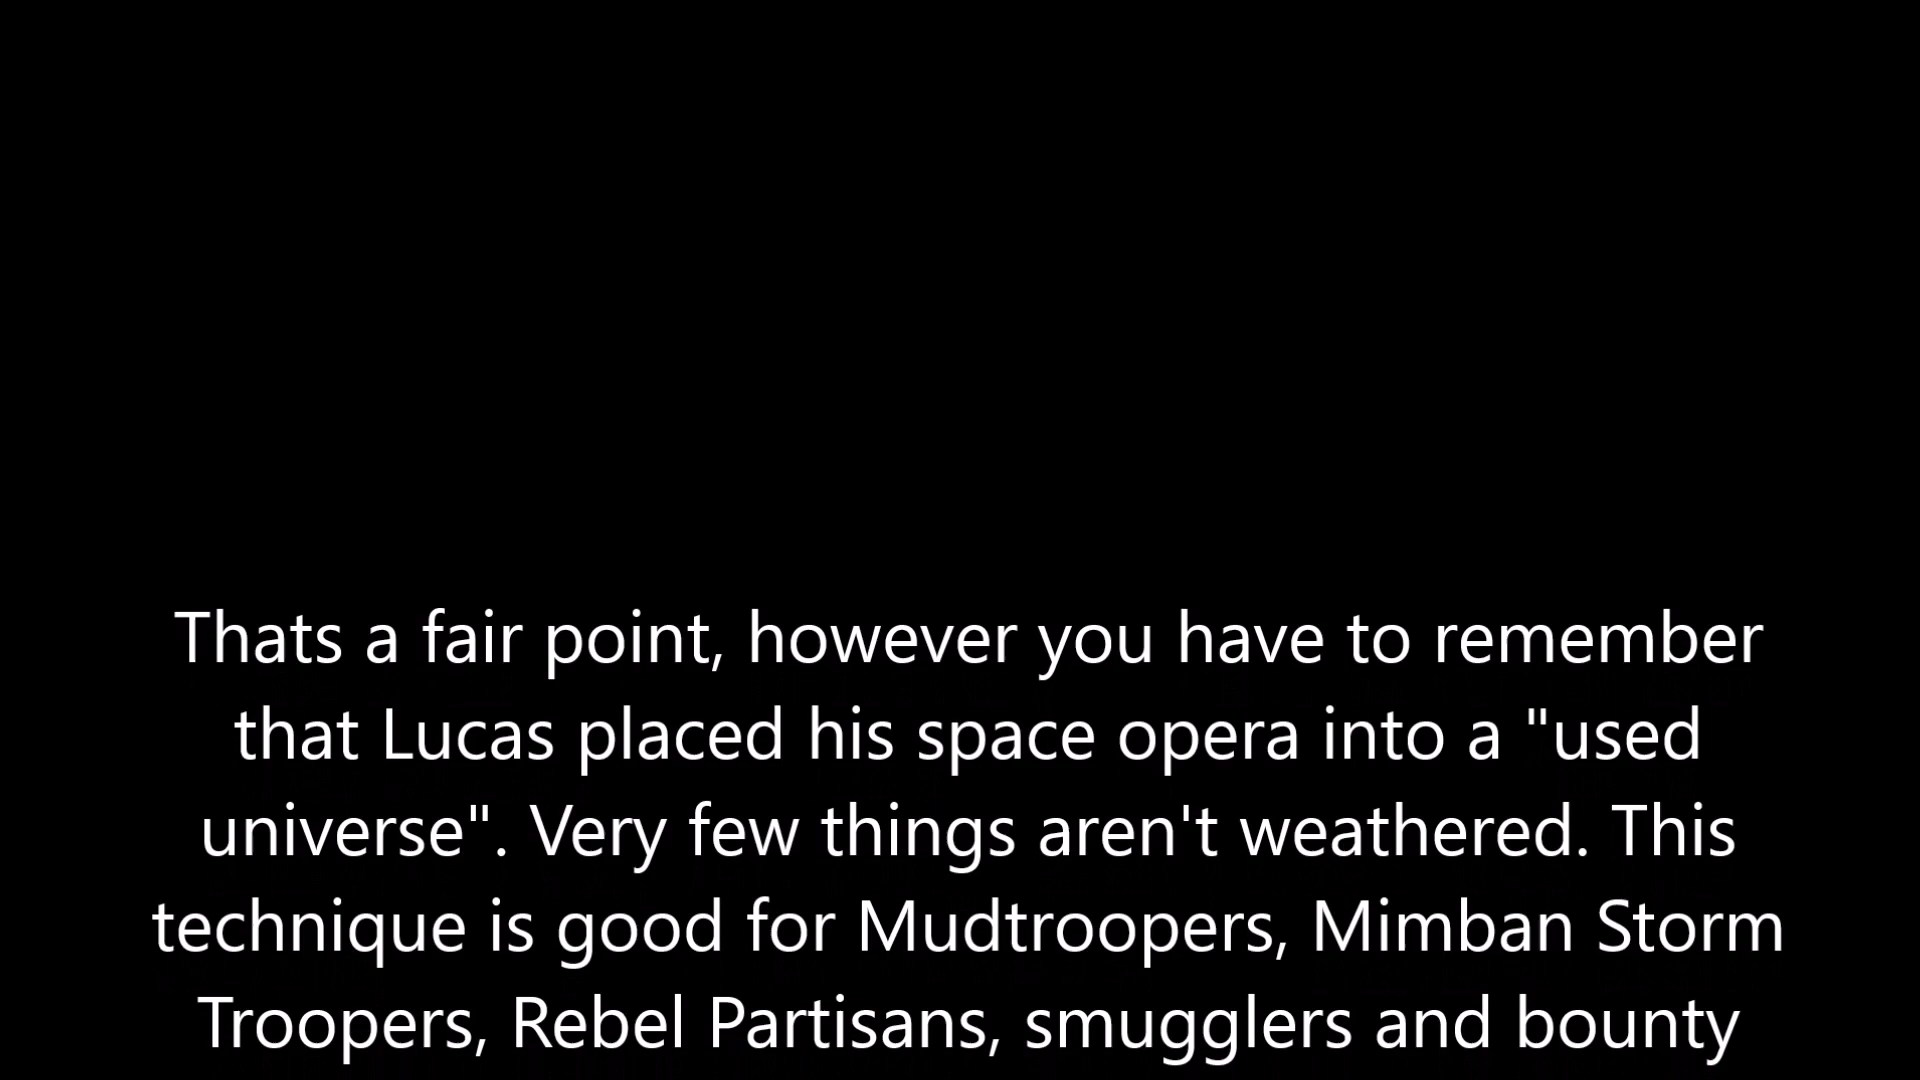 Thats a fair point, however you have to remember
that Lucas placed his space opera into a "used
universe". Very few things aren't weathered. This
technique is good for Mudtroopers, Mimban Storm
Troopers, Rebel Partisans, smugglers and bounty